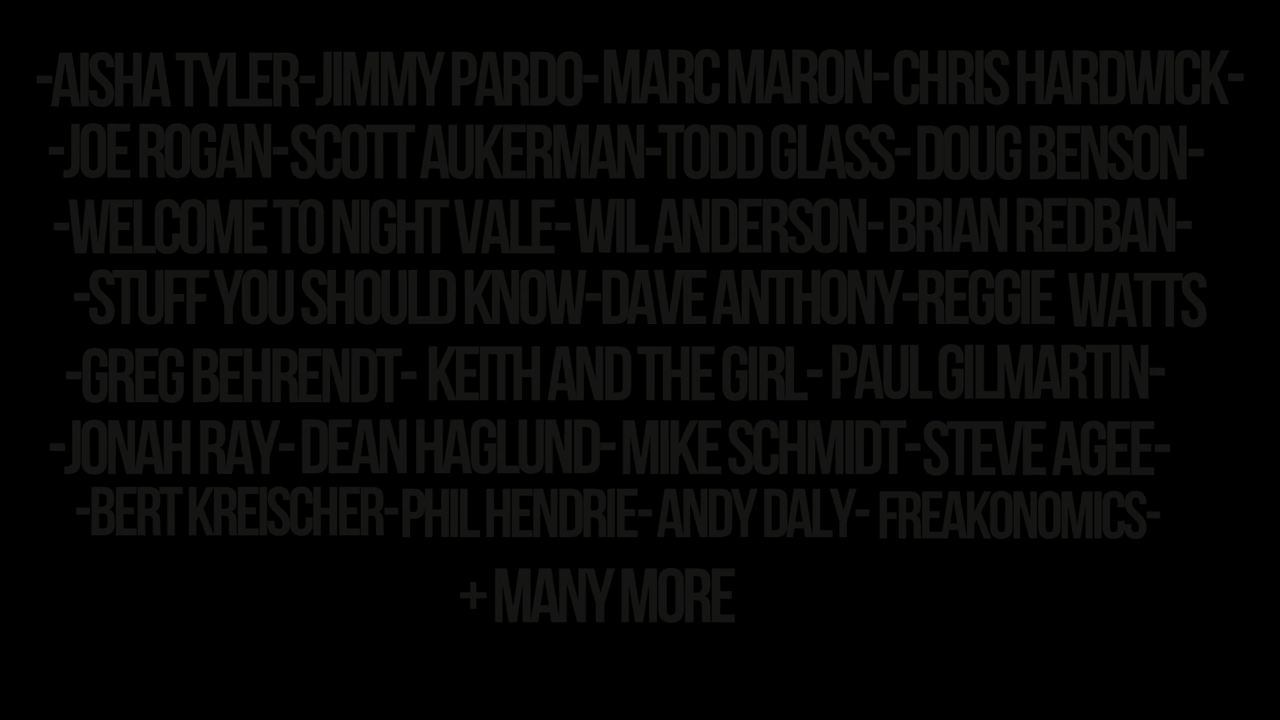 -AISHA TYLER-JIMMY PARDO-MARC MARON-CHRIS HARDWICK-
-JOE ROGAN-SCOTT AUKERMAN-TODD GLASS-DOUG BENSON-
-WELCOME TO NIGHT VALE-WIL ANDERSON-BRIAN REDBAN-
-STUFF YOU SHOULD KNOW-DAVE ANTHONY-REGGIE WATTS
-GREG BEHRENDT-KEITH AND THE GIRL-PAUL GILMARTIN-
-JONAH RAY-DEAN HAGLUND-MIKE SCHMIDT-STEVE AGEE-
-BERT KREISCHER-PHIL HENDRIE-ANDY DALY-FREAKONOMICS-
+ MANY MORE